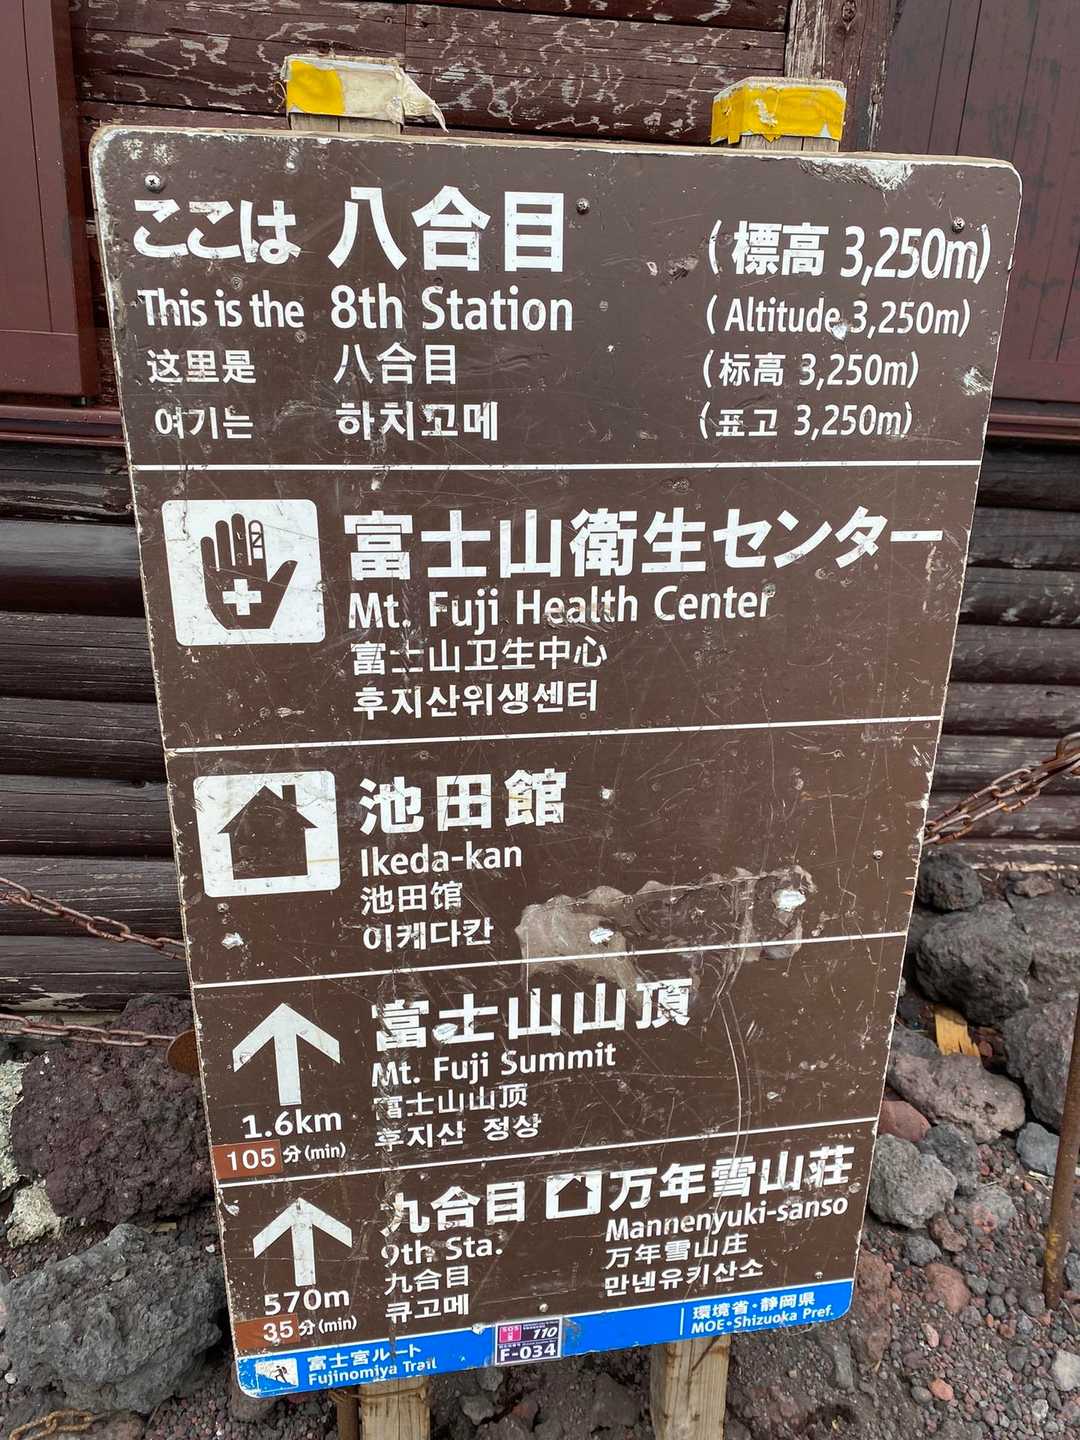 ここは 八合目 (標高 3,250m)
This is the 8th Station (Altitude 3,250m)
这里是 八合目 (标高 3,250m)
여기는 하치고메 (표고 3,250m)
富士山衛生センター
Mt. Fuji Health Center
富士山卫生中心
후지산위생센터
池田館
Ikeda-kan
池田馆
이케다칸
富士山山頂
Mt. Fuji Summit
富士山山顶
후지산 정상
1.6km
105 分(min)
九合目 万年雪山荘
9th Sta. Mannenyuki-sanso
九合目 万年雪山庄
큐고메 만넨유키산소
570m
35 分(min)
富士宮ルート
Fujinomiya Trail
SOS 110
F-034
環境省・静岡県
MOE・Shizuoka Pref.